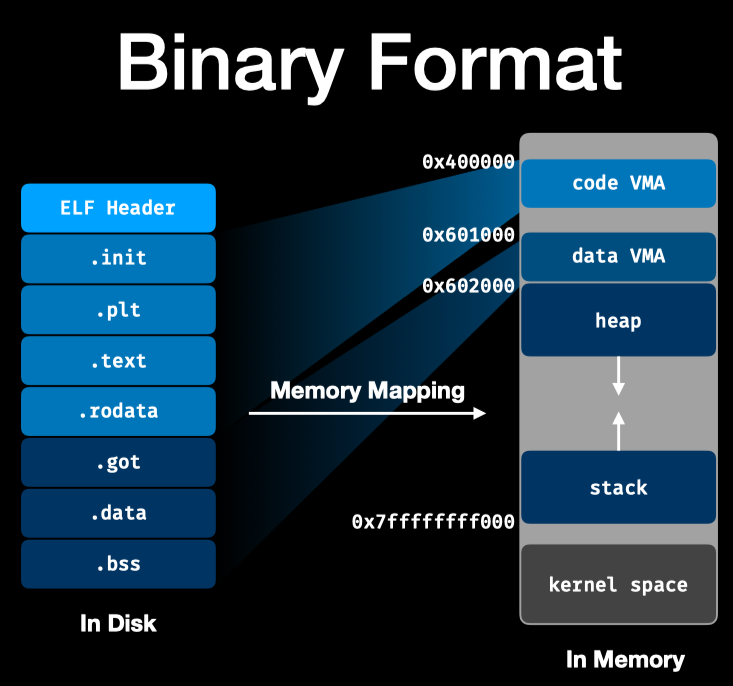 Binary Format
ELF Header
.init
.plt
.text
.rodata
.got
.data
.bss
In Disk
Memory Mapping
0x400000
0x601000
0x602000
0x7ffffffff000
code VMA
data VMA
heap
stack
kernel space
In Memory